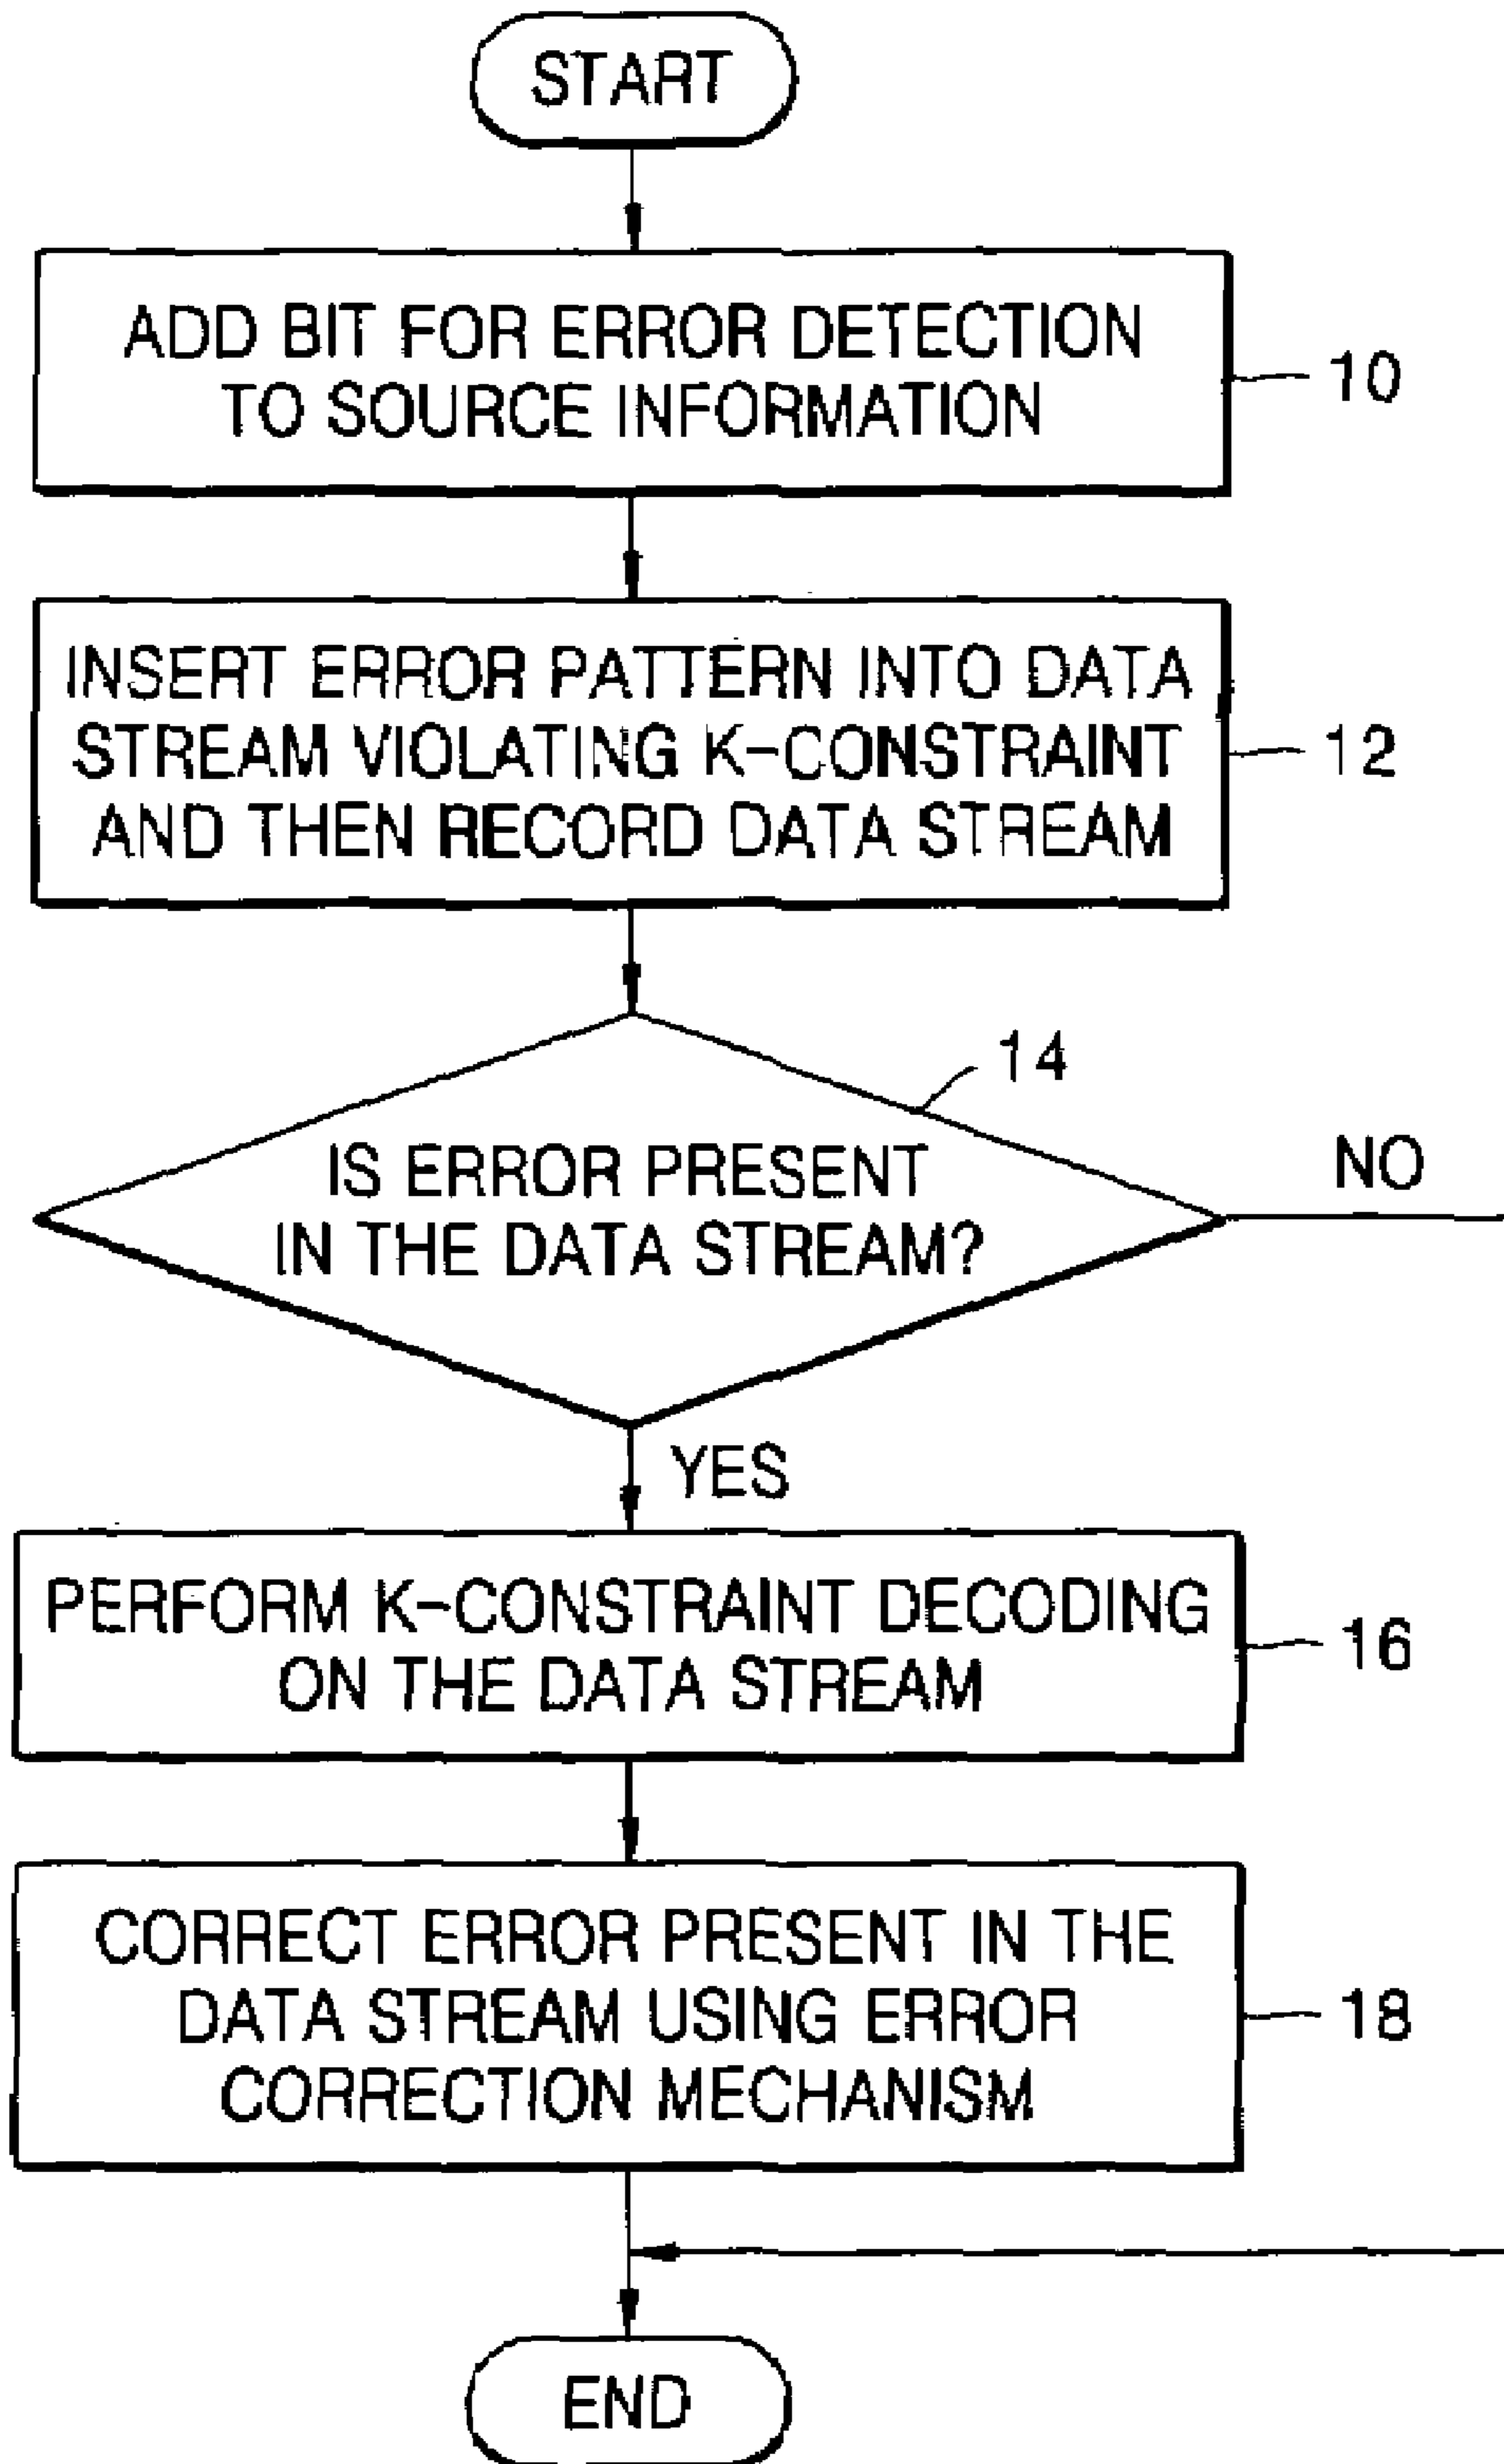 START
ADD BIT FOR ERROR DETECTION
TO SOURCE INFORMATION
10
INSERT ERROR PATTERN INTO DATA
STREAM VIOLATING K-CONSTRAINT
AND THEN RECORD DATA STREAM
12
14
IS ERROR PRESENT
IN THE DATA STREAM?
NO
YES
PERFORM K-CONSTRAINT DECODING
ON THE DATA STREAM
16
CORRECT ERROR PRESENT IN THE
DATA STREAM USING ERROR
CORRECTION MECHANISM
18
END